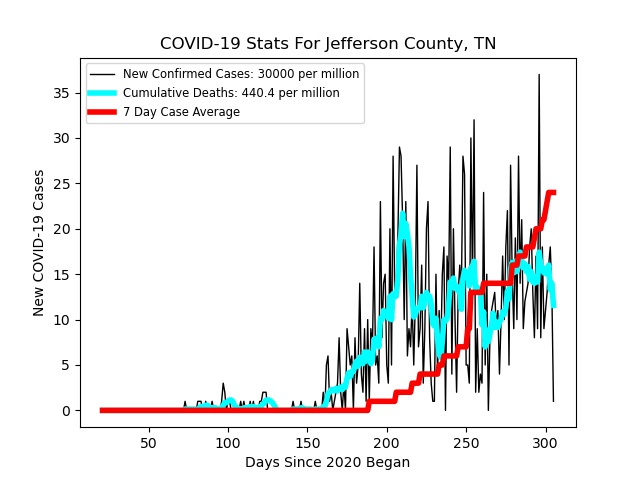 COVID-19 Stats For Jefferson County, TN
New Confirmed Cases: 30000 per million
Cumulative Deaths: 440.4 per million
7 Day Case Average
35
30
25
20
15
10
5
0
New COVID-19 Cases
50 100 150 200 250 300
Days Since 2020 Began